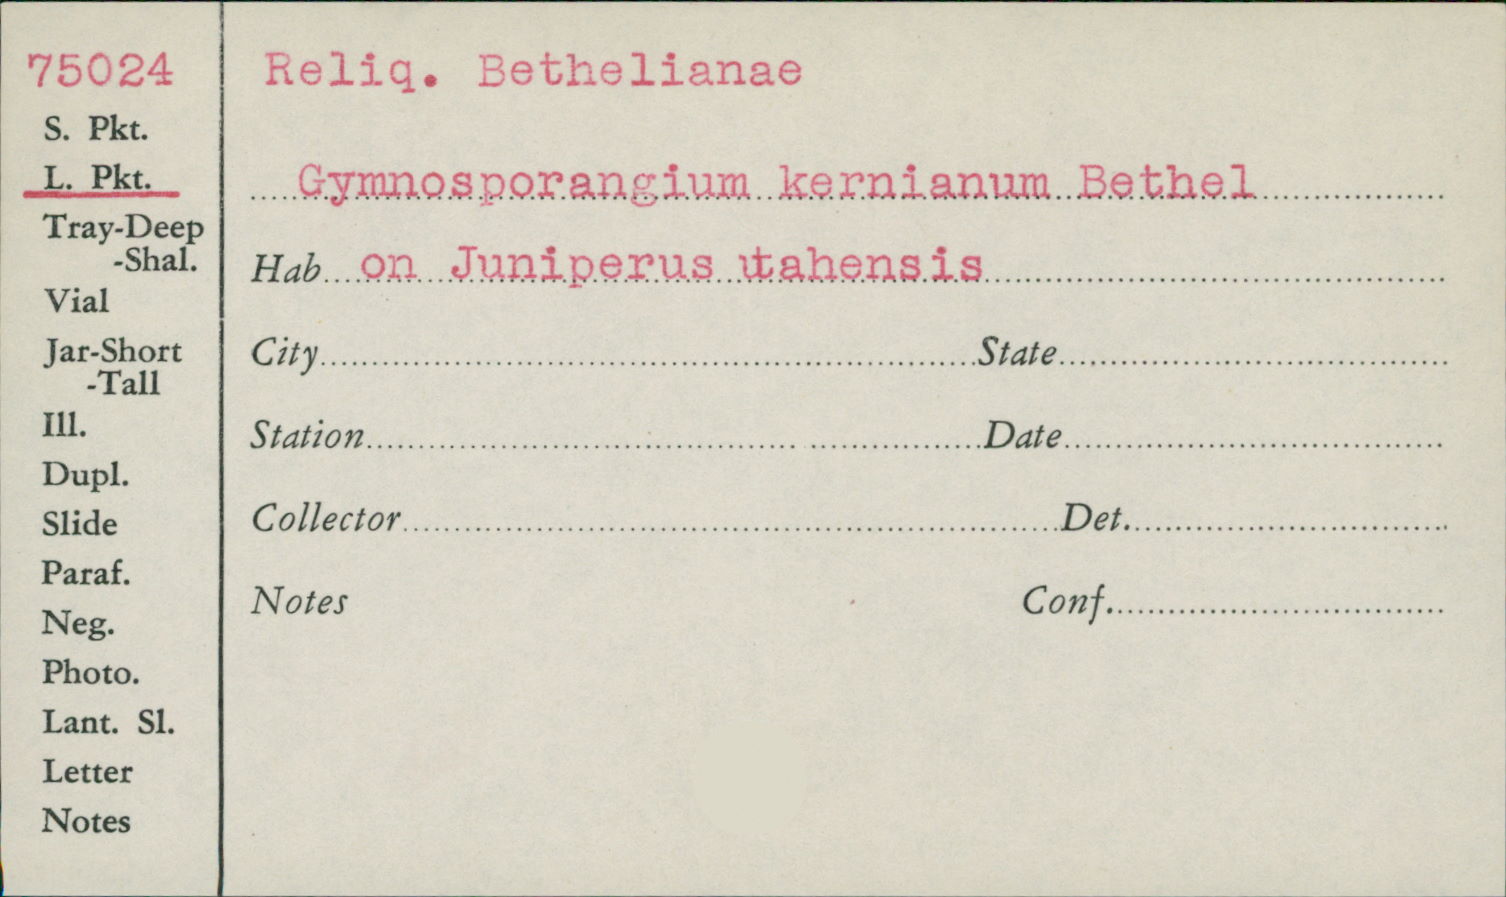 75024
S. Pkt.
L. Pkt.
Tray-Deep
-Shal.
Vial
Jar-Short
-Tall
Ill.
Dupl.
Slide
Paraf.
Neg.
Photo.
Lant. Sl.
Letter
Notes
Reliq. Bethelianae
Gymnosporangium kernianum Bethel
Hab on Juniperus utahensis
City State
Station Date
Collector Det.
Notes Conf.